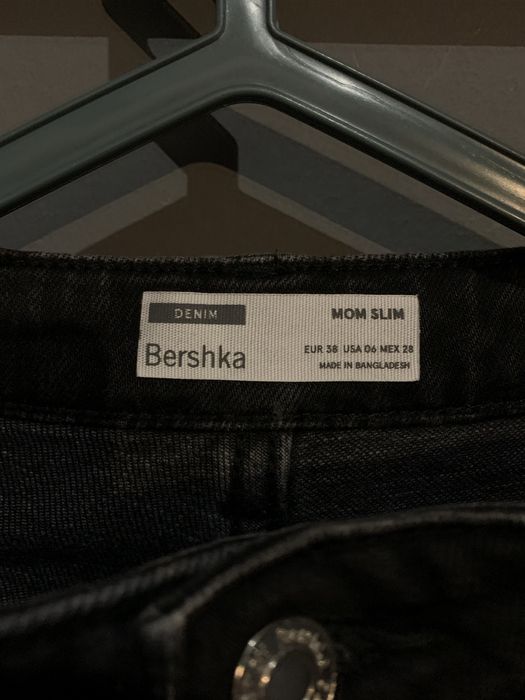 DENIM
MOM SLIM
Bershka
EUR 38 USA 06 MEX 28
MADE IN BANGLADESH